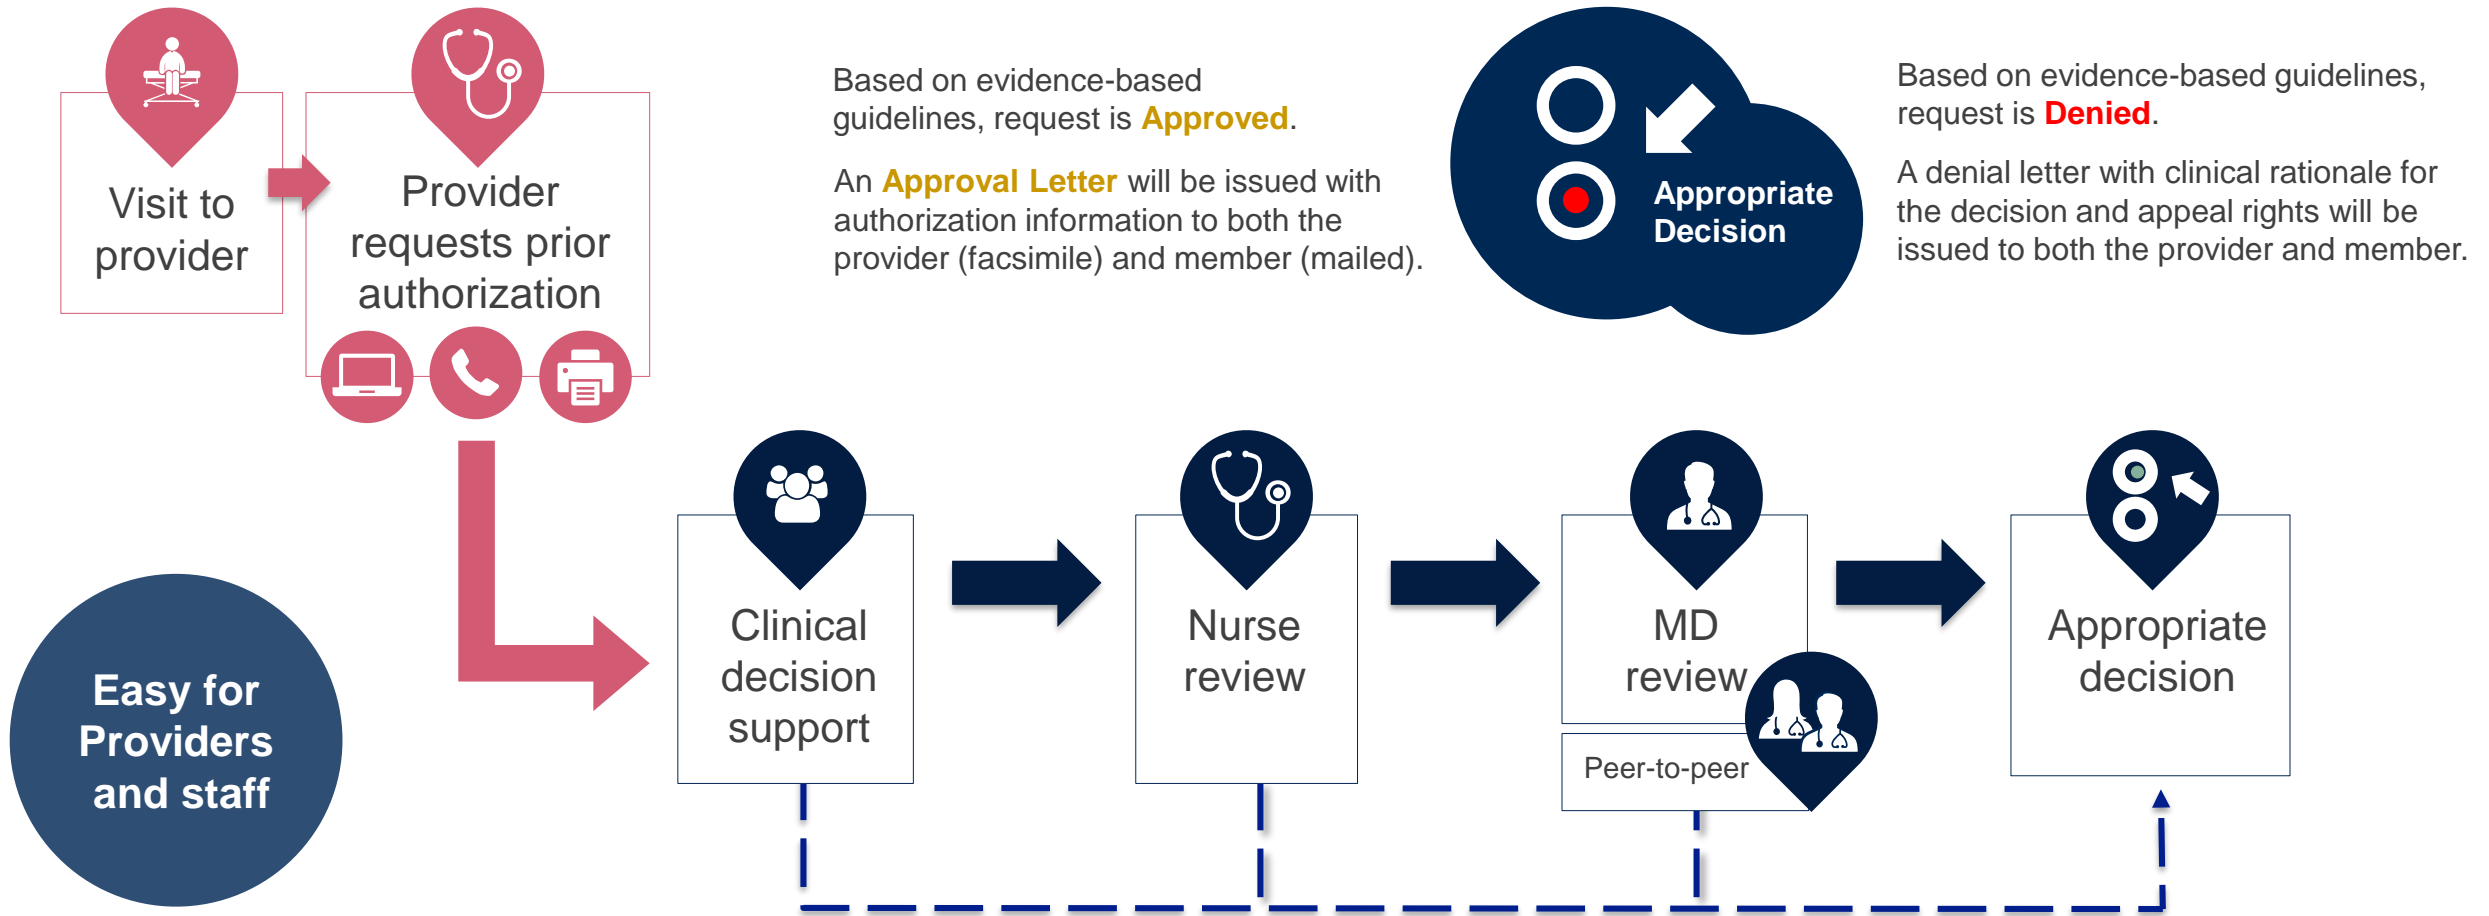 Visit to
provider
Provider
requests prior
authorization
Based on evidence-based
guidelines, request is Approved.
An Approval Letter will be issued with
authorization information to both the
provider (facsimile) and member (mailed).
Appropriate
Decision
Based on evidence-based guidelines,
request is Denied.
A denial letter with clinical rationale for
the decision and appeal rights will be
issued to both the provider and member.
Easy for
Providers
and staff
Clinical
decision
support
Nurse
review
MD
review
Peer-to-peer
Appropriate
decision